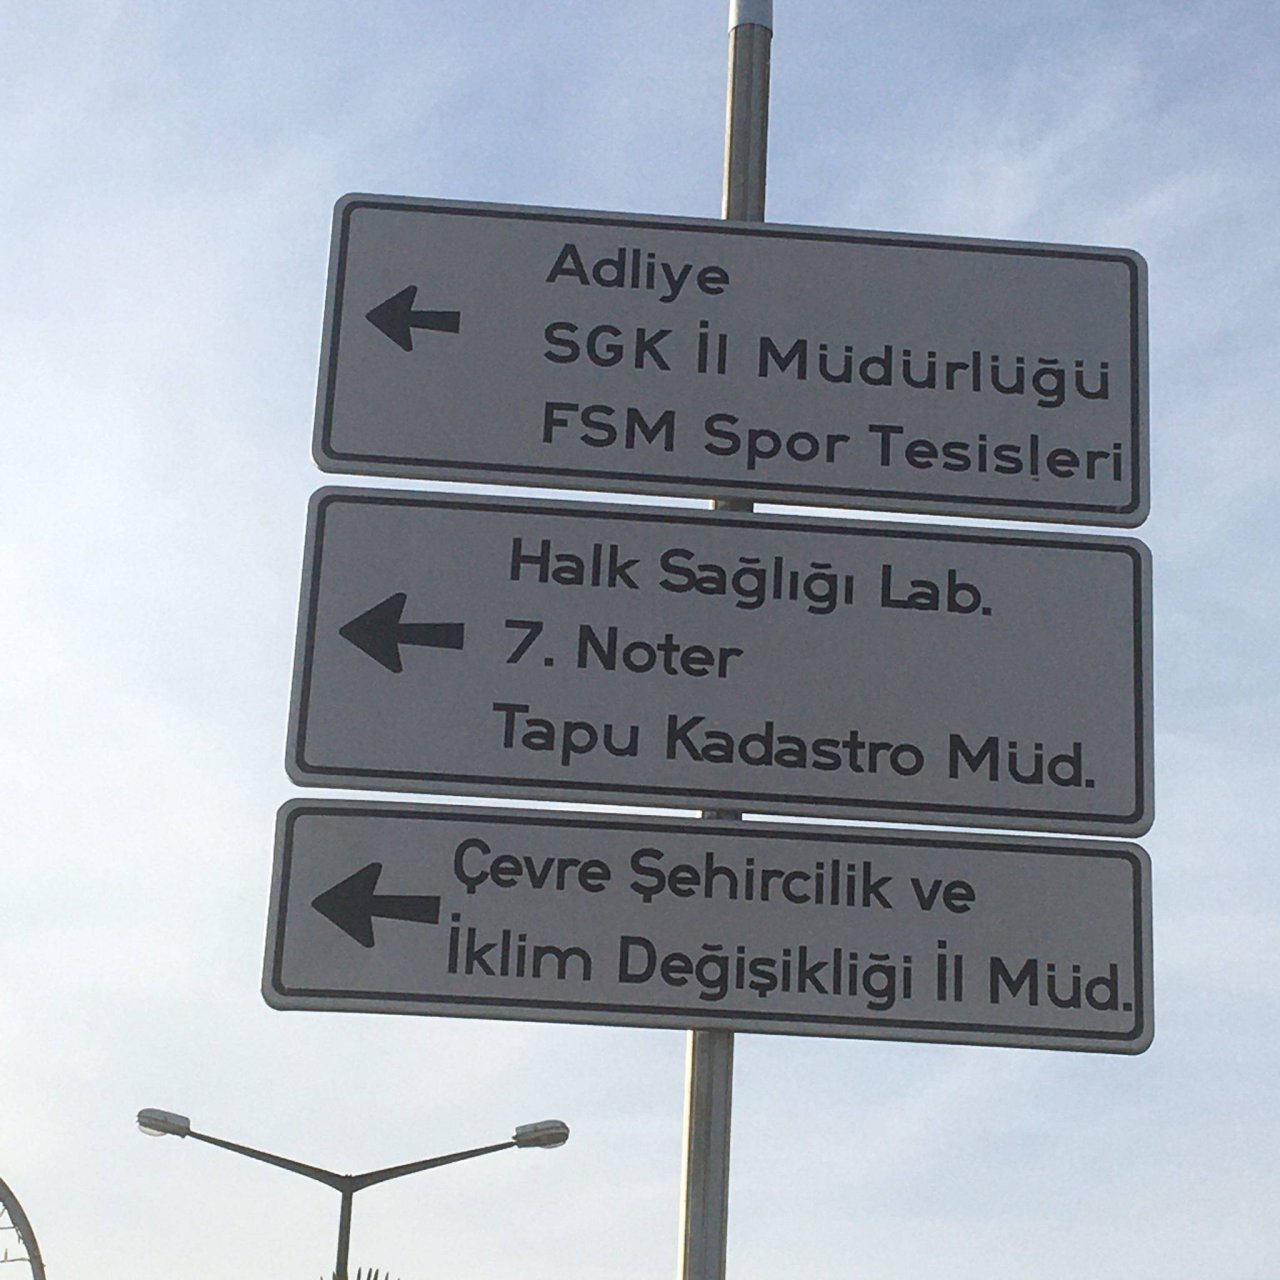 Adliye
SGK İl Müdürlüğü
FSM Spor Tesisleri
Halk Sağlığı Lab.
7. Noter
Tapu Kadastro Müd.
Çevre Şehircilik ve
İklim Değişikliği İl Müd.